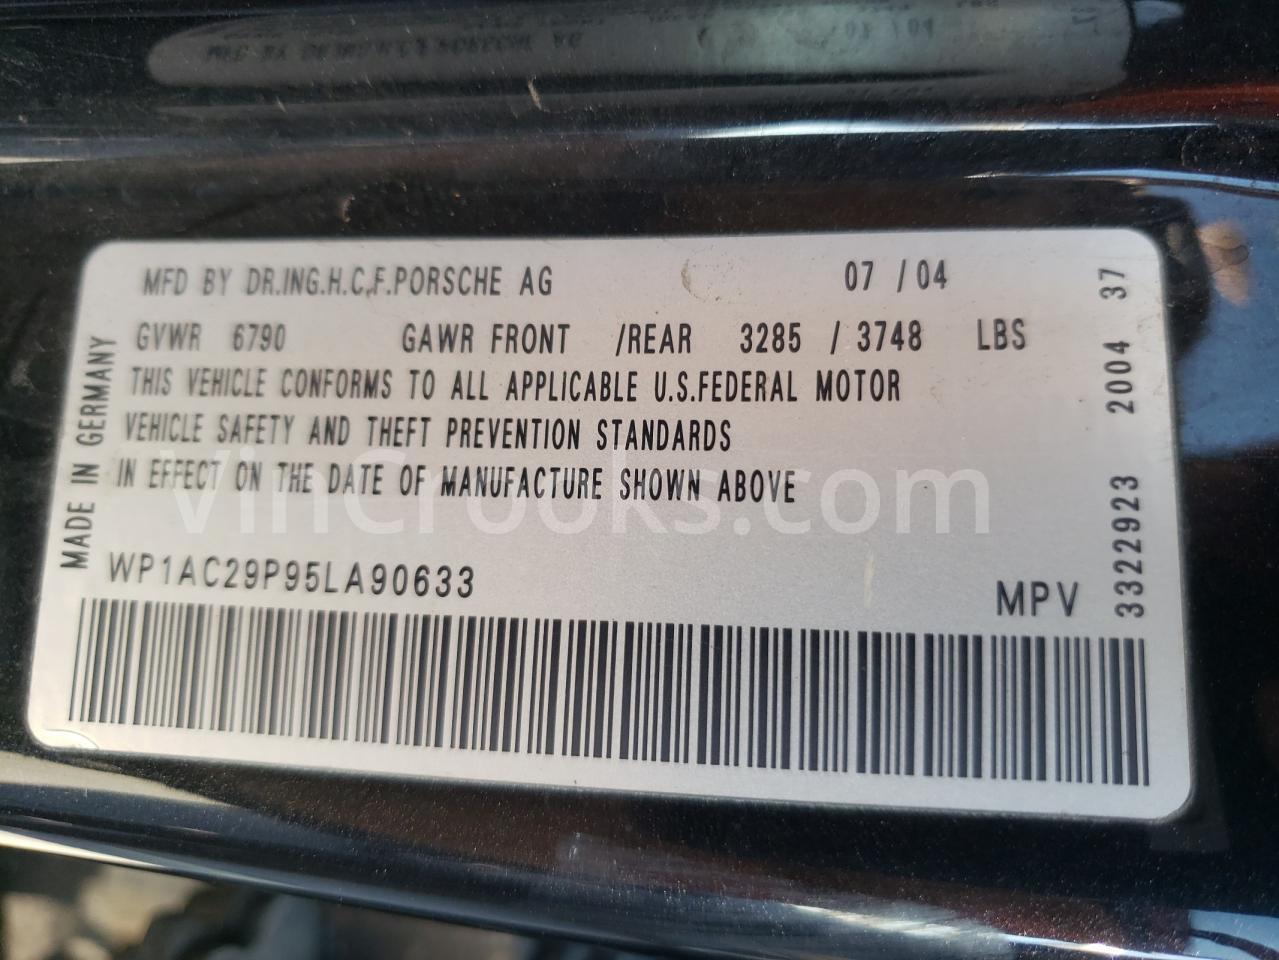 MFD BY DR.ING.H.C.F.PORSCHE AG 07 / 04
GVWR 6790 GAWR FRONT /REAR 3285 / 3748 LBS
THIS VEHICLE CONFORMS TO ALL APPLICABLE U.S.FEDERAL MOTOR
VEHICLE SAFETY AND THEFT PREVENTION STANDARDS
IN EFFECT ON THE DATE OF MANUFACTURE SHOWN ABOVE
WP1AC29P95LA90633 MPV
MADE IN GERMANY
3322923 2004 37
VinCrooks.com